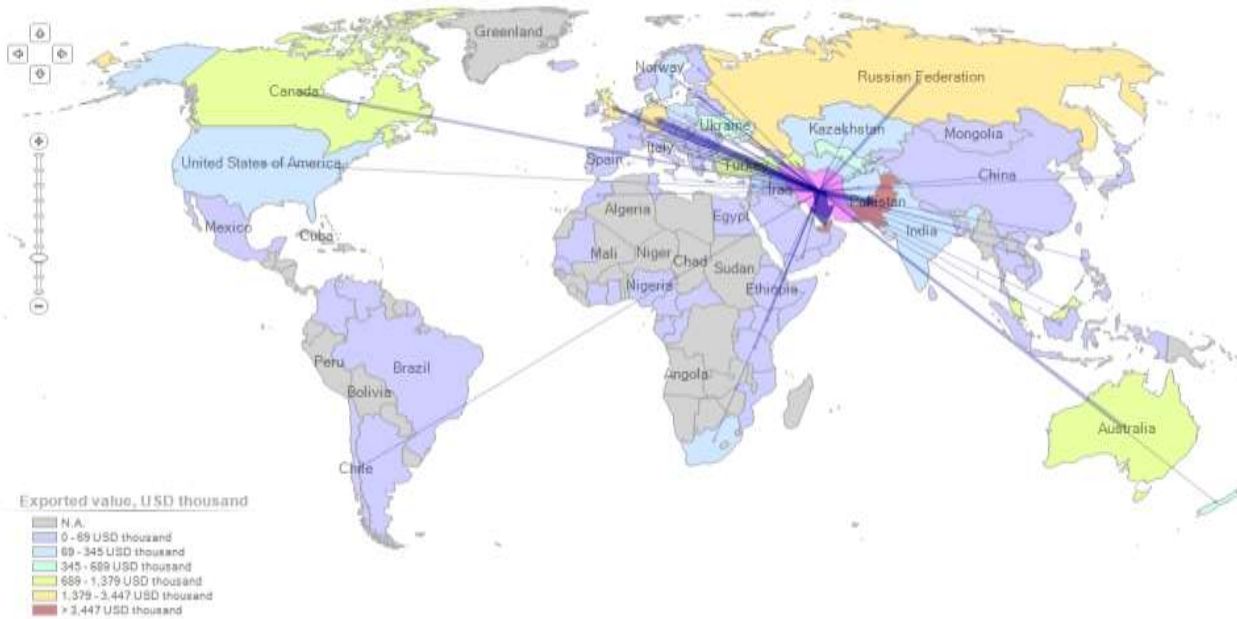 Greenland
Norway
Russian Federation
Canada
Ukraine
Kazakhstan
Mongolia
Italy
United States of America
Spain
Turkey
China
Iraq
Pakistan
Algeria
Egypt
Mexico
India
Cuba
Mali
Niger
Chad
Sudan
Nigeria
Ethiopia
Peru
Brazil
Angola
Bolivia
Australia
Chile
Exported value, USD thousand
N.A.
0 - 69 USD thousand
69 - 345 USD thousand
345 - 689 USD thousand
689 - 1,379 USD thousand
1,379 - 3,447 USD thousand
> 3,447 USD thousand